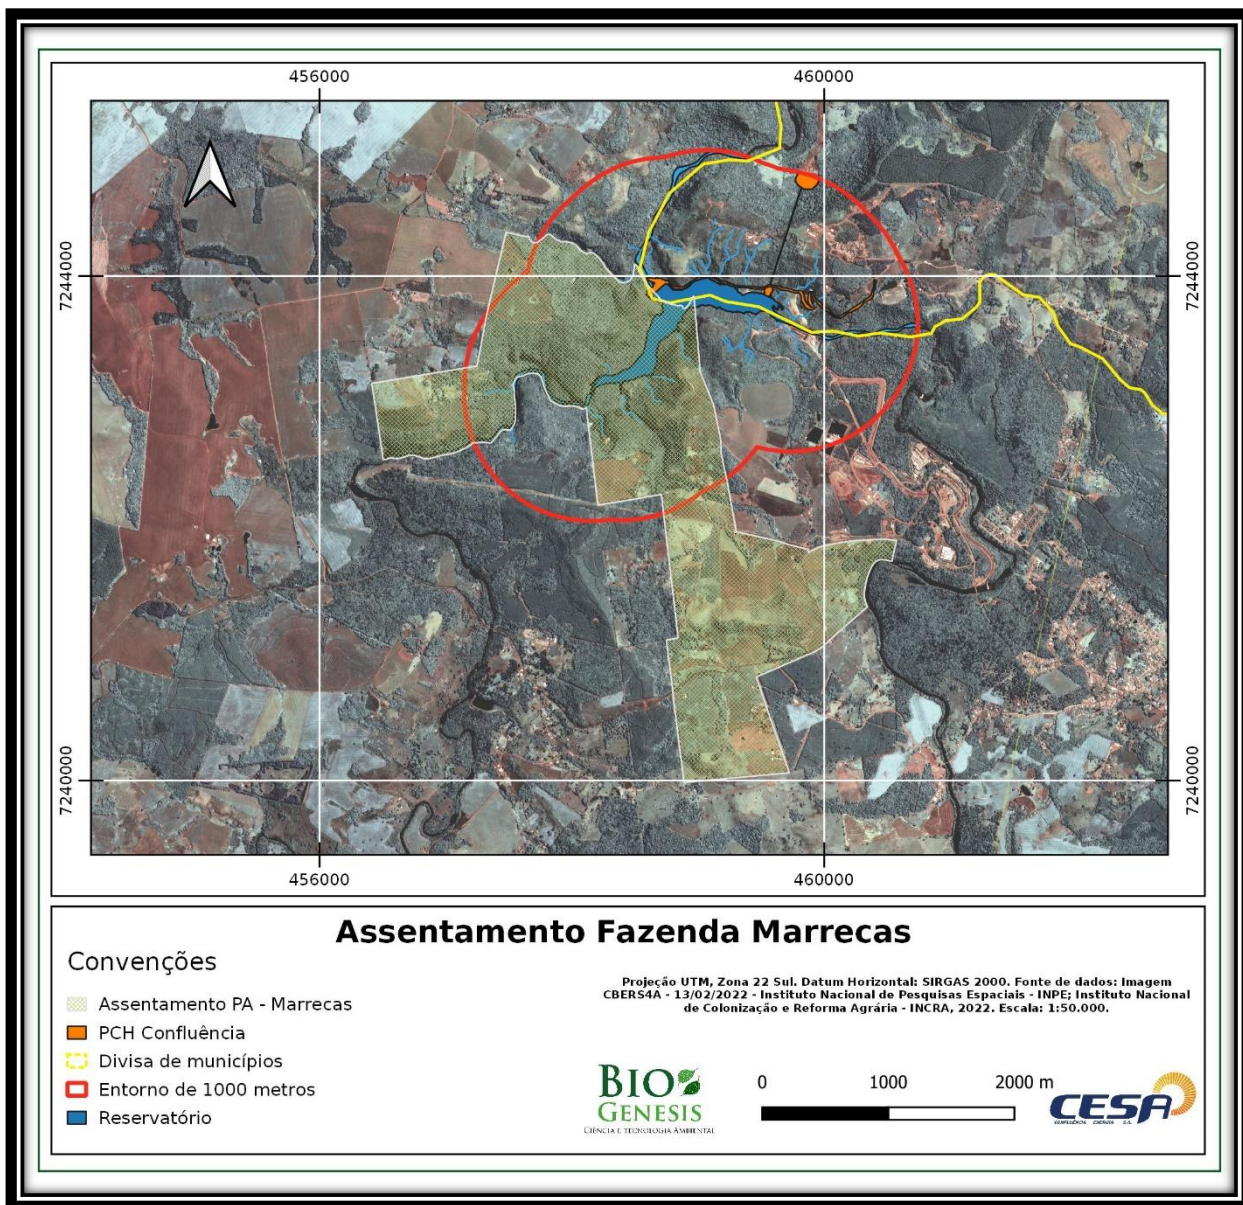 456000
460000
7244000
7244000
7240000
7240000
456000
460000
Assentamento Fazenda Marrecas
Convenções
Assentamento PA - Marrecas
PCH Confluência
Divisa de municípios
Entorno de 1000 metros
Reservatório
Projeção UTM, Zona 22 Sul. Datum Horizontal: SIRGAS 2000. Fonte de dados: Imagem
CBERS4A - 13/02/2022 - Instituto Nacional de Pesquisas Espaciais - INPE; Instituto Nacional
de Colonização e Reforma Agrária - INCRA, 2022. Escala: 1:50.000.
BIO
GENESIS
CIÊNCIA E TECNOLOGIA AMBIENTAL
0 1000 2000 m
CESA
CONFLUÊNCIA ENERGIA S.A.